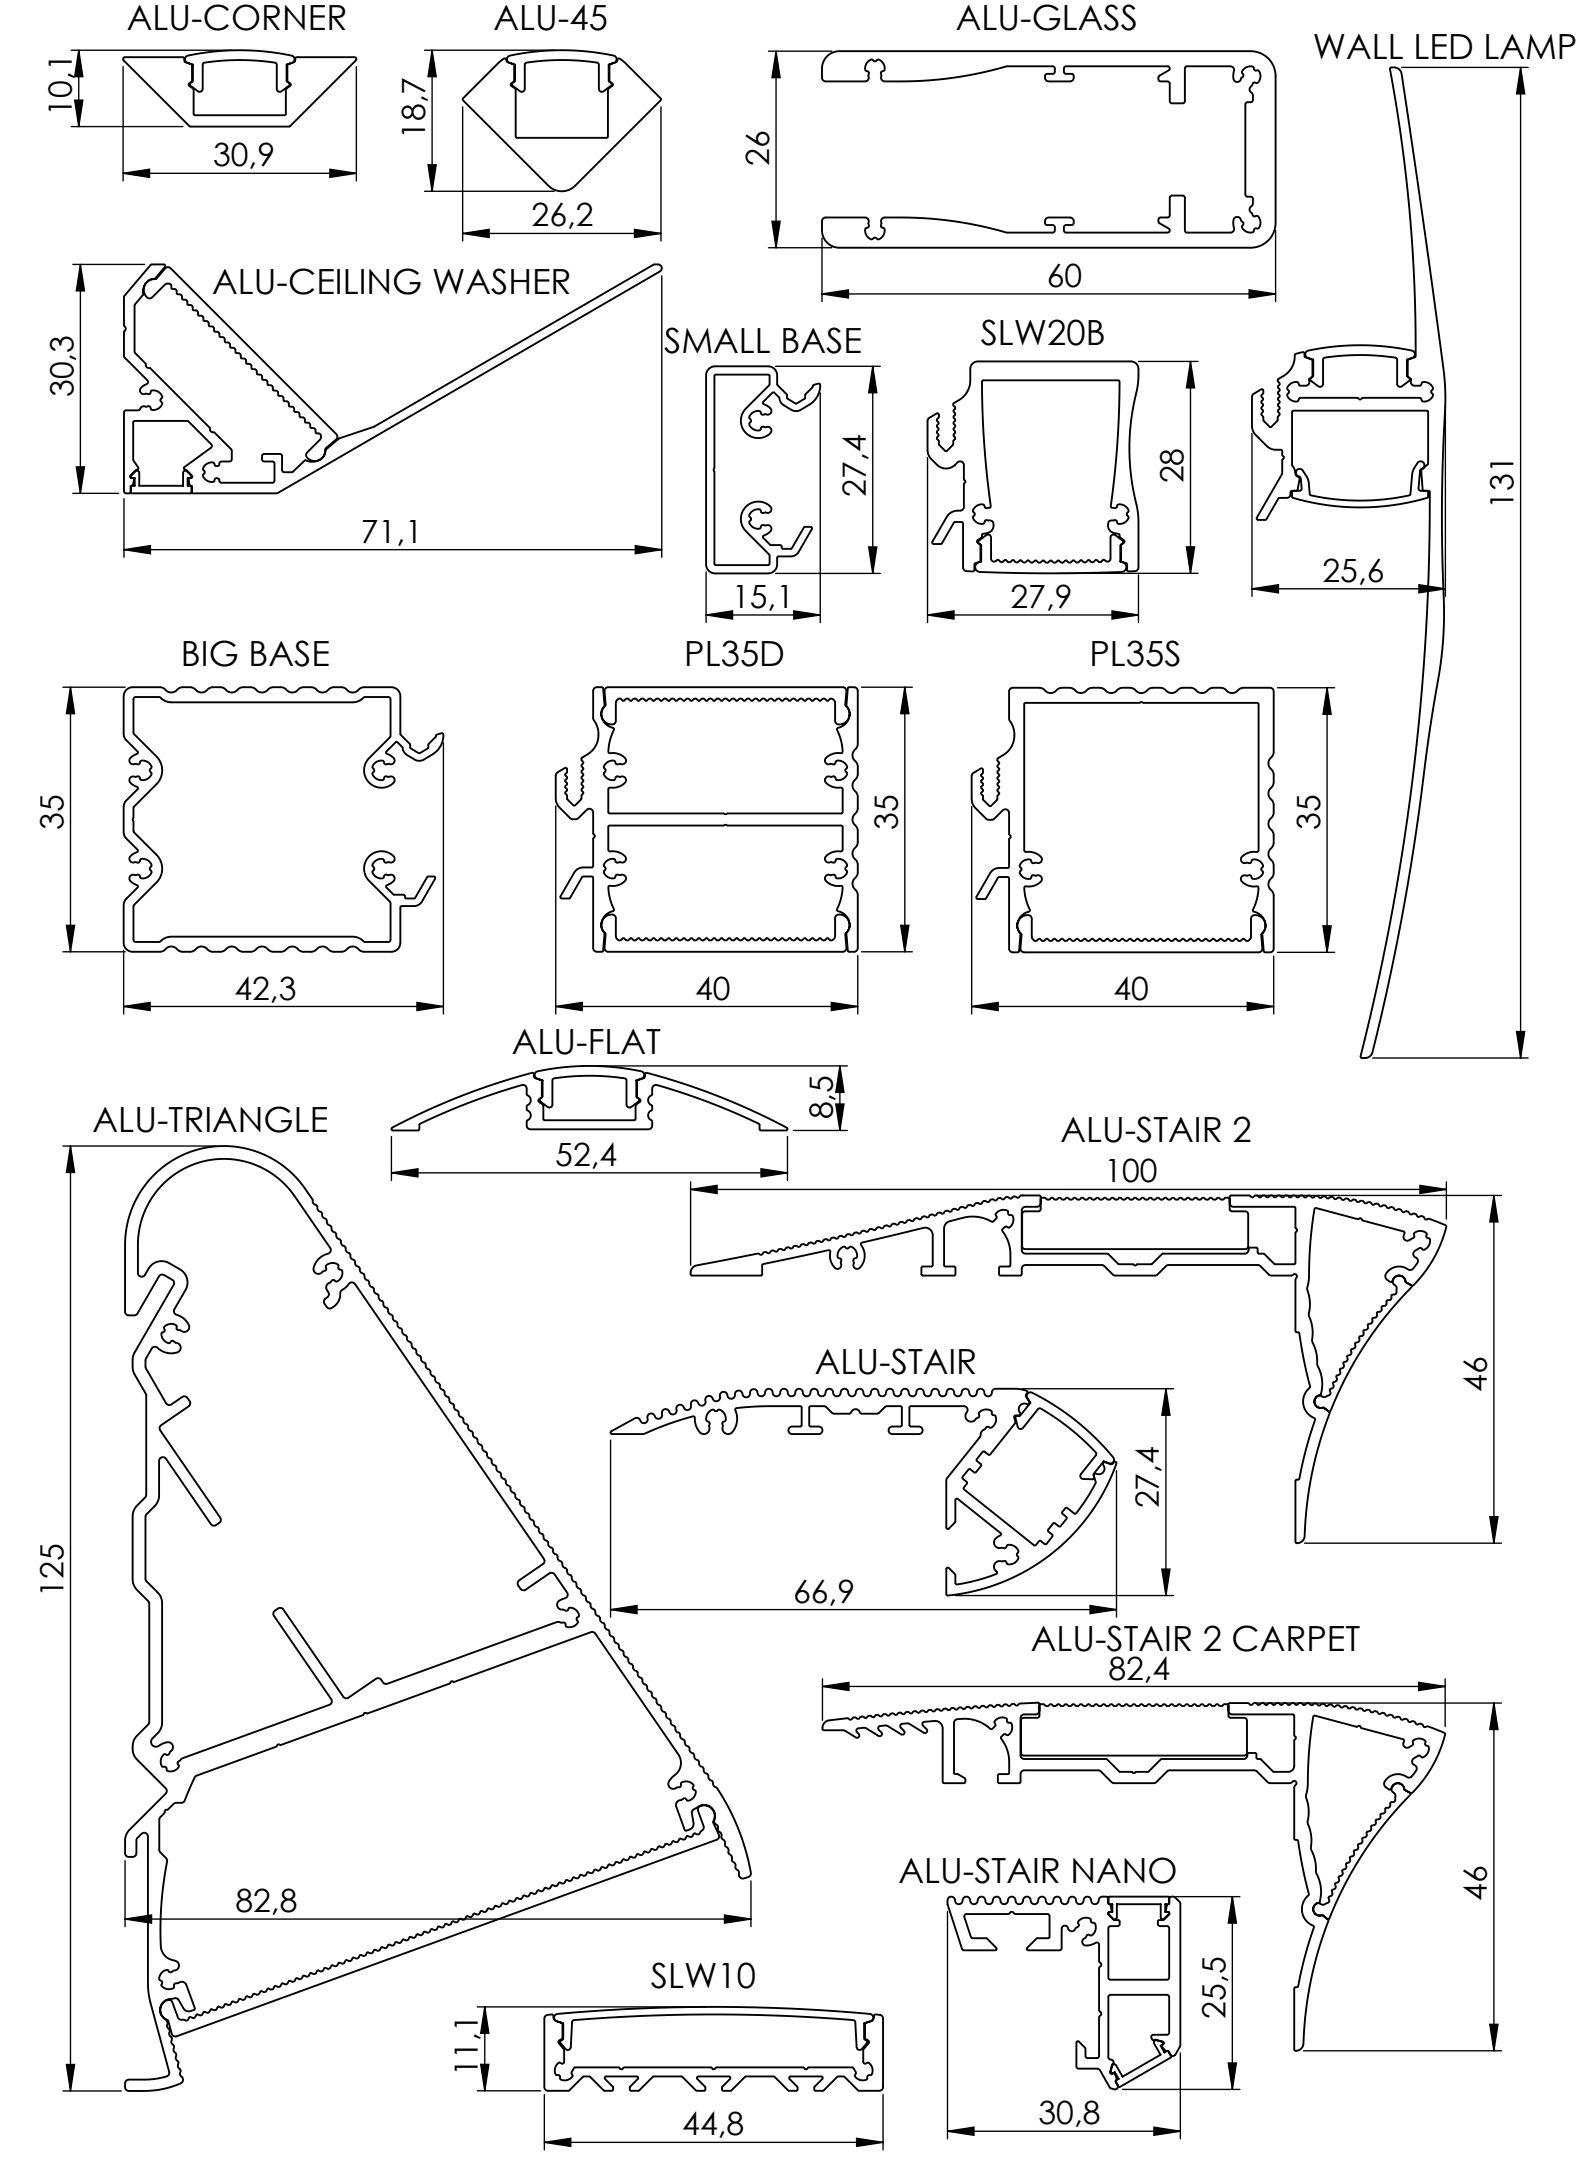 ALU-CORNER
10,1
30,9
ALU-45
18,7
26,2
ALU-GLASS
26
60
WALL LED LAMP
131
25,6
ALU-CEILING WASHER
30,3
71,1
SMALL BASE
27,4
15,1
SLW20B
28
27,9
BIG BASE
35
42,3
PL35D
35
40
PL35S
35
40
ALU-FLAT
8,5
52,4
ALU-TRIANGLE
125
82,8
ALU-STAIR 2
100
46
ALU-STAIR
27,4
66,9
ALU-STAIR 2 CARPET
82,4
46
ALU-STAIR NANO
25,5
30,8
SLW10
11,1
44,8